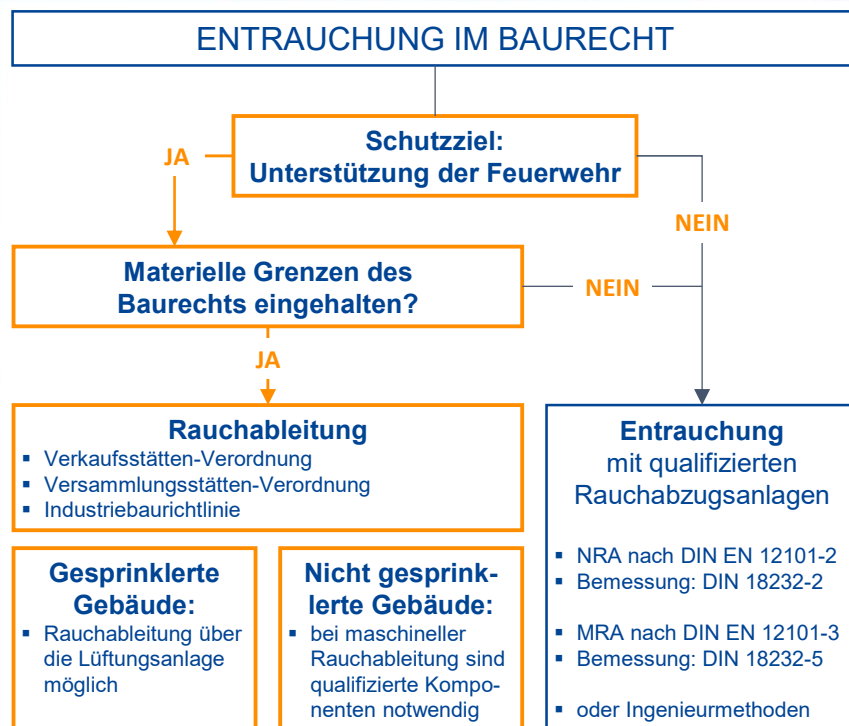 ENTRAUCHUNG IM BAURECHT
Schutzziel:
Unterstützung der Feuerwehr
JA
NEIN
Materielle Grenzen des
Baurechts eingehalten?
NEIN
JA
Rauchableitung
▪ Verkaufsstätten-Verordnung
▪ Versammlungsstätten-Verordnung
▪ Industriebaurichtlinie
Gesprinklerte
Gebäude:
▪ Rauchableitung über
die Lüftungsanlage
möglich
Nicht gesprink-
lerte Gebäude:
▪ bei maschineller
Rauchableitung sind
qualifizierte Kompo-
nenten notwendig
Entrauchung
mit qualifizierten
Rauchabzugsanlagen
▪ NRA nach DIN EN 12101-2
▪ Bemessung: DIN 18232-2
▪ MRA nach DIN EN 12101-3
▪ Bemessung: DIN 18232-5
▪ oder Ingenieurmethoden